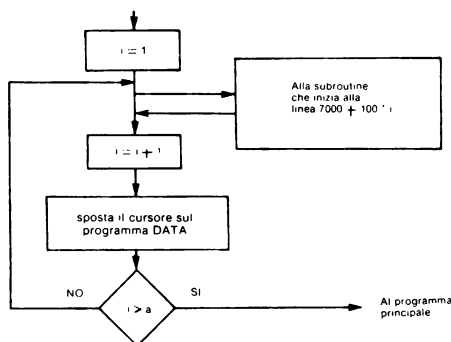 i = 1
Alla subroutine
che inizia alla
linea 7000 + 100 * i
i = i + 1
sposta il cursore sul
programma DATA
NO
i > a
SI
Al programma
principale